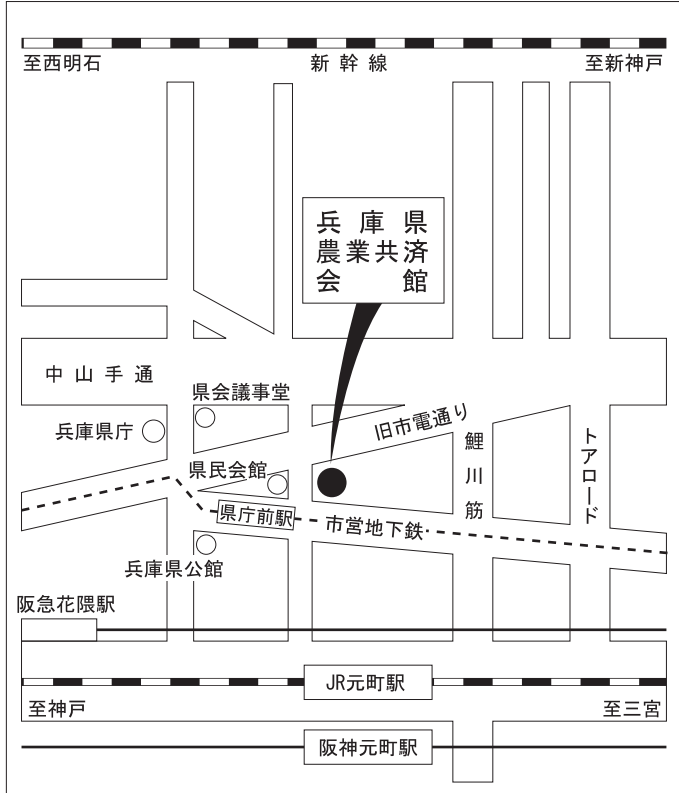 至西明石
新幹線
至新神戸
兵庫県
農業共済
会館
中山手通
県会議事堂
旧市電通り
兵庫県庁
鯉川筋
トアロード
県民会館
県庁前駅
市営地下鉄
兵庫県公館
阪急花隈駅
JR元町駅
至神戸
至三宮
阪神元町駅